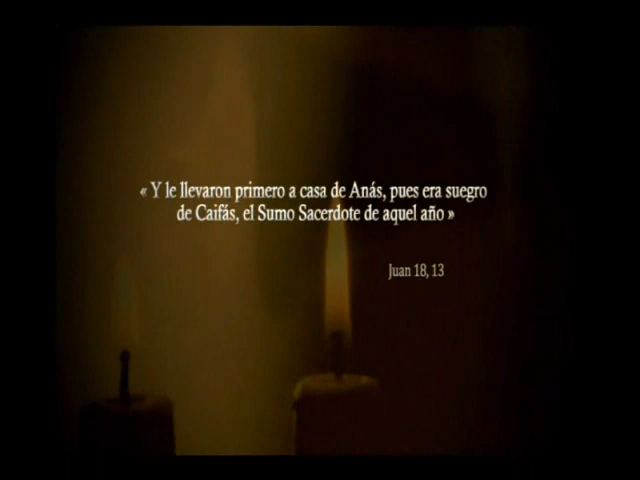 « Y le llevaron primero a casa de Anás, pues era suegro
de Caifás, el Sumo Sacerdote de aquel año »
Juan 18, 13